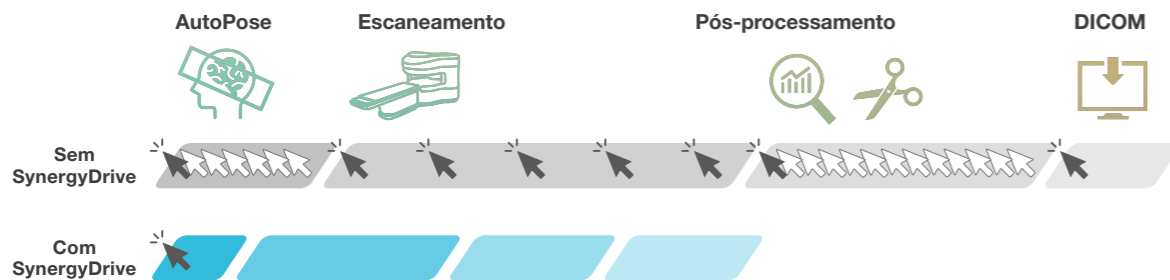 AutoPose
Escaneamento
Pós-processamento
DICOM
Sem
SynergyDrive
Com
SynergyDrive